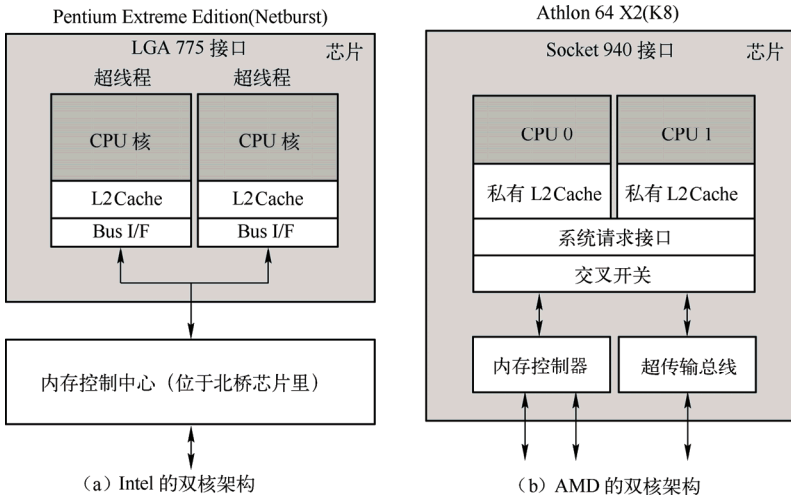 Pentium Extreme Edition(Netburst)
LGA 775 接口
芯片
超线程
超线程
CPU 核
CPU 核
L2Cache
L2Cache
Bus I/F
Bus I/F
内存控制中心（位于北桥芯片里）
（a）Intel 的双核架构
Athlon 64 X2(K8)
Socket 940 接口
芯片
CPU 0
CPU 1
私有 L2Cache
私有 L2Cache
系统请求接口
交叉开关
内存控制器
超传输总线
（b）AMD 的双核架构